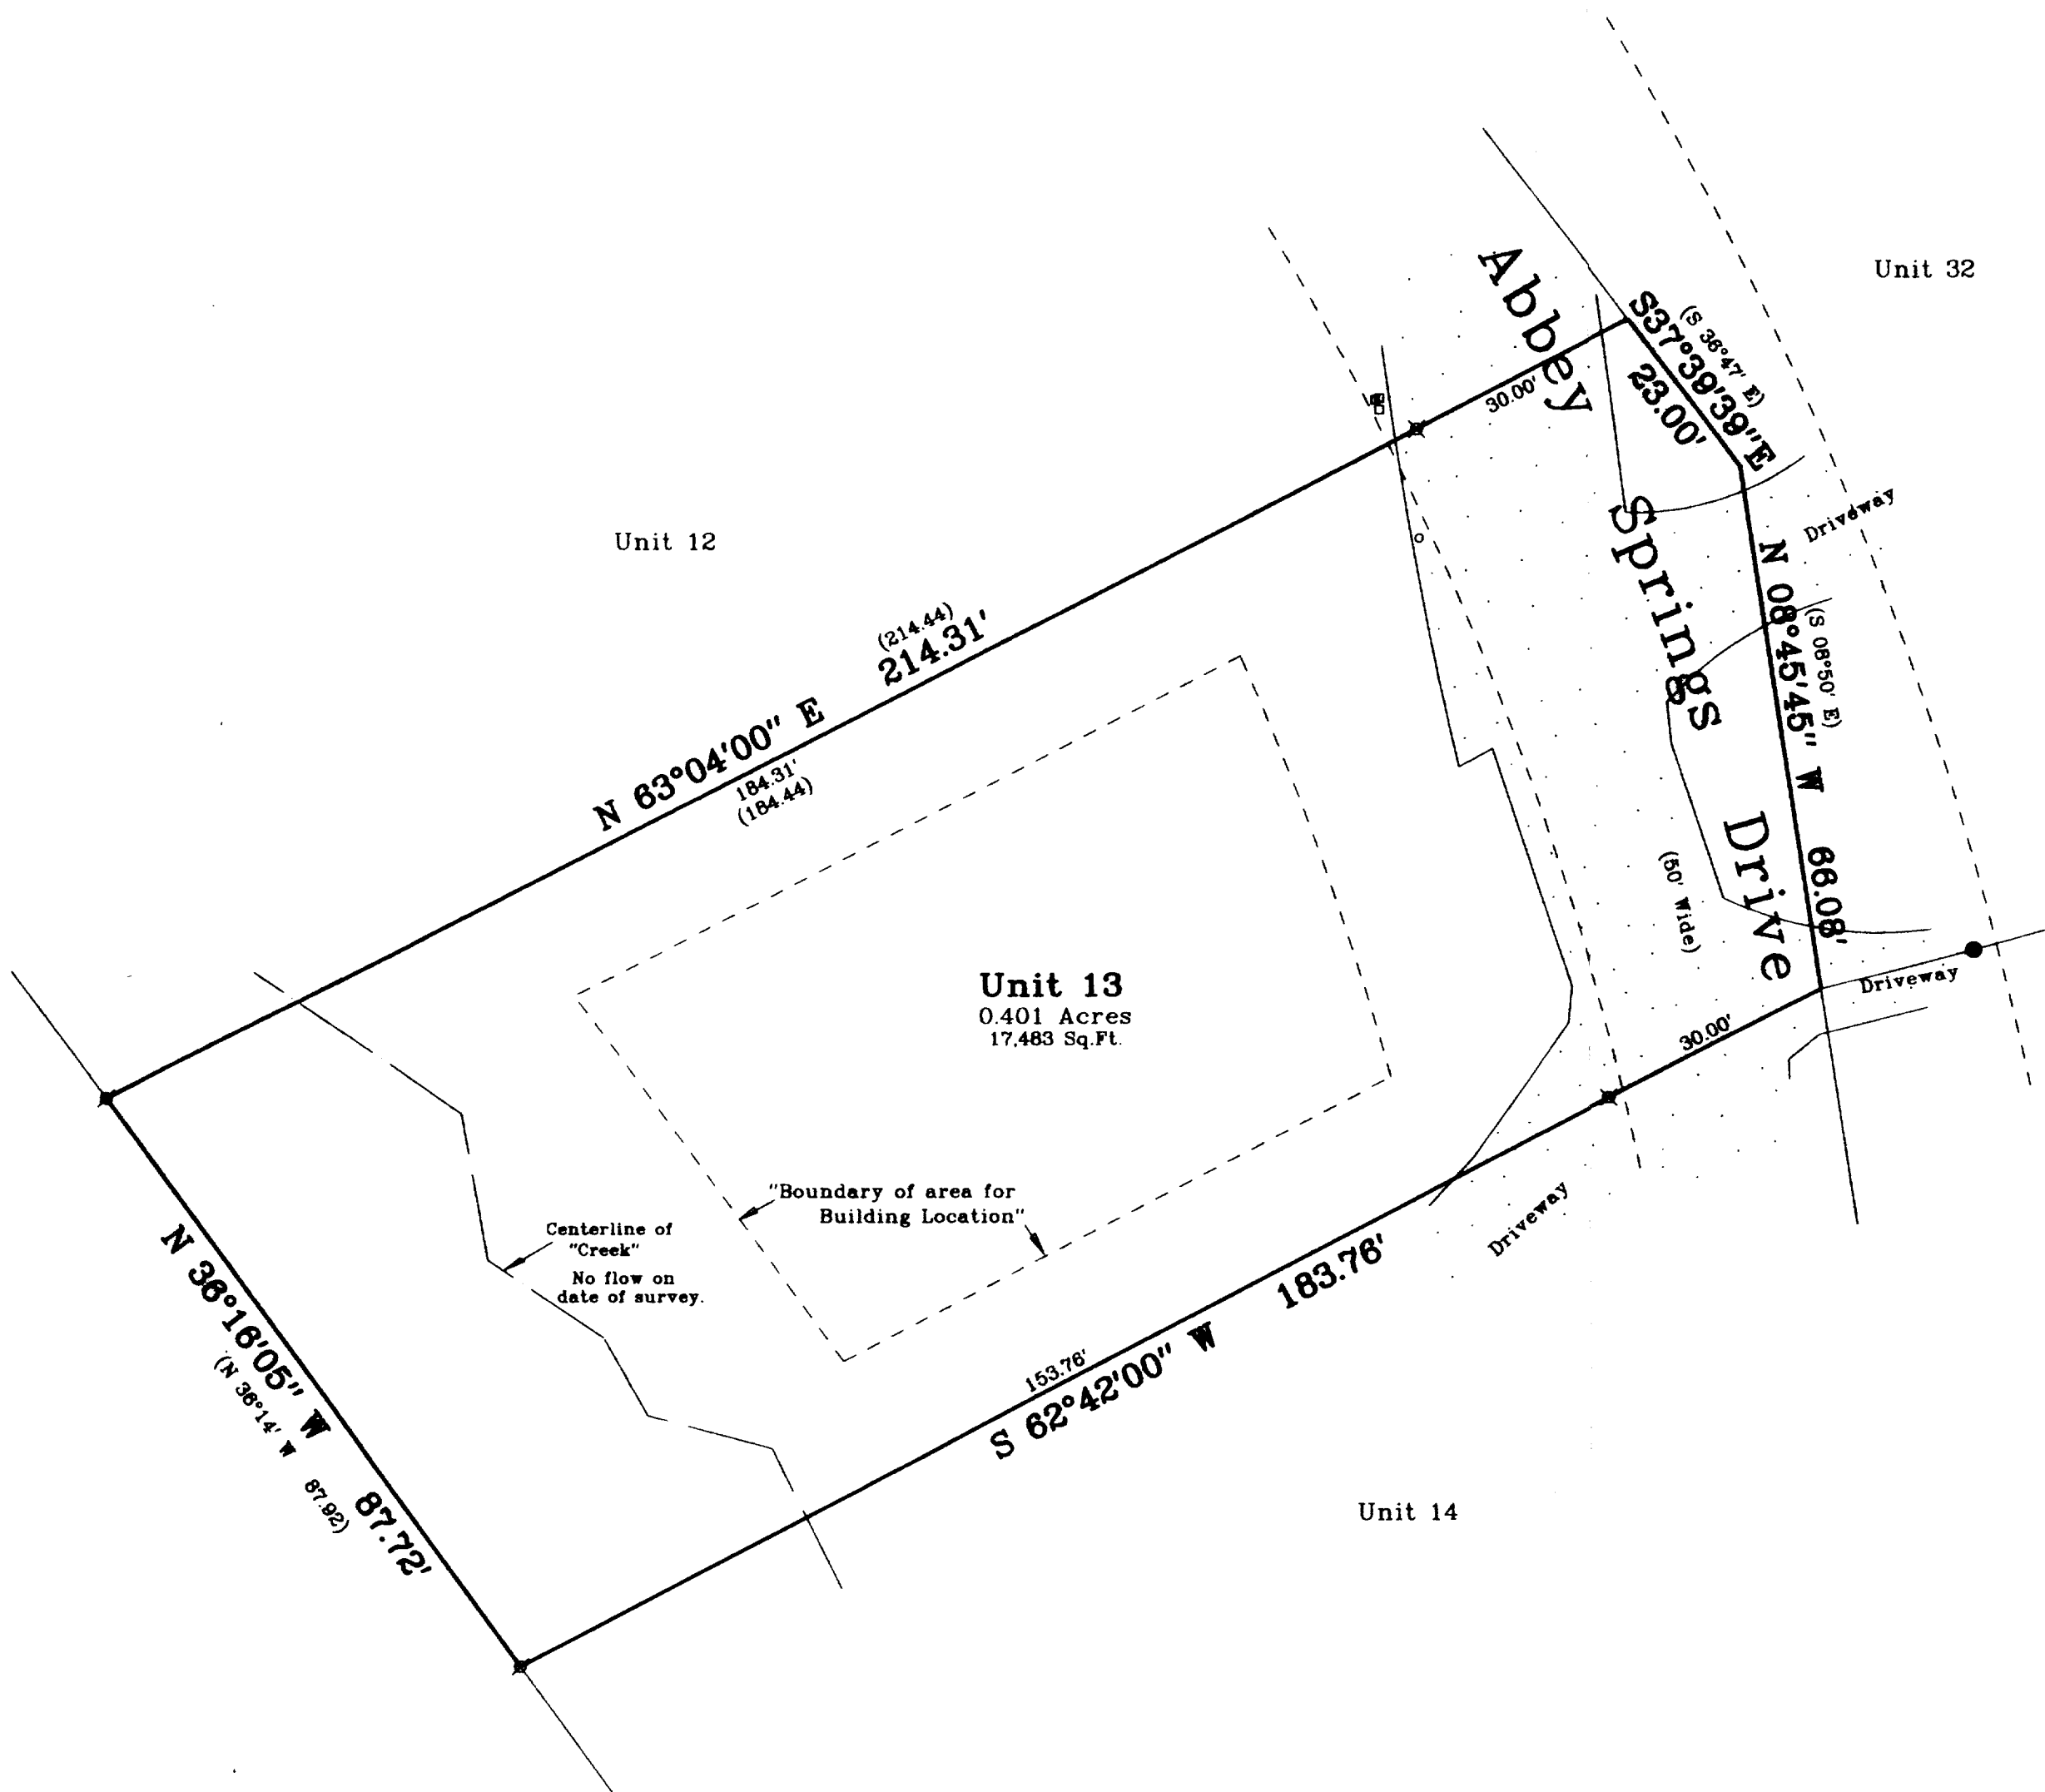 Unit 32
Abbey Springs Drive
(50' Wide)
S37°39'39"E
23.00'
(S 36°47' E)
30.00'
Driveway
N 08°45'45" W 66.08'
(S 08°50' E)
Unit 12
(214.44)
N 63°04'00" E 214.31'
184.31'
(184.44)
Unit 13
0.401 Acres
17,483 Sq.Ft.
Driveway
30.00'
"Boundary of area for
Building Location"
Centerline of
"Creek"
No flow on
date of survey.
Driveway
N 36°16'05" W 87.72'
(N 36°14' W 87.92)
153.76'
S 62°42'00" W 183.76'
Unit 14